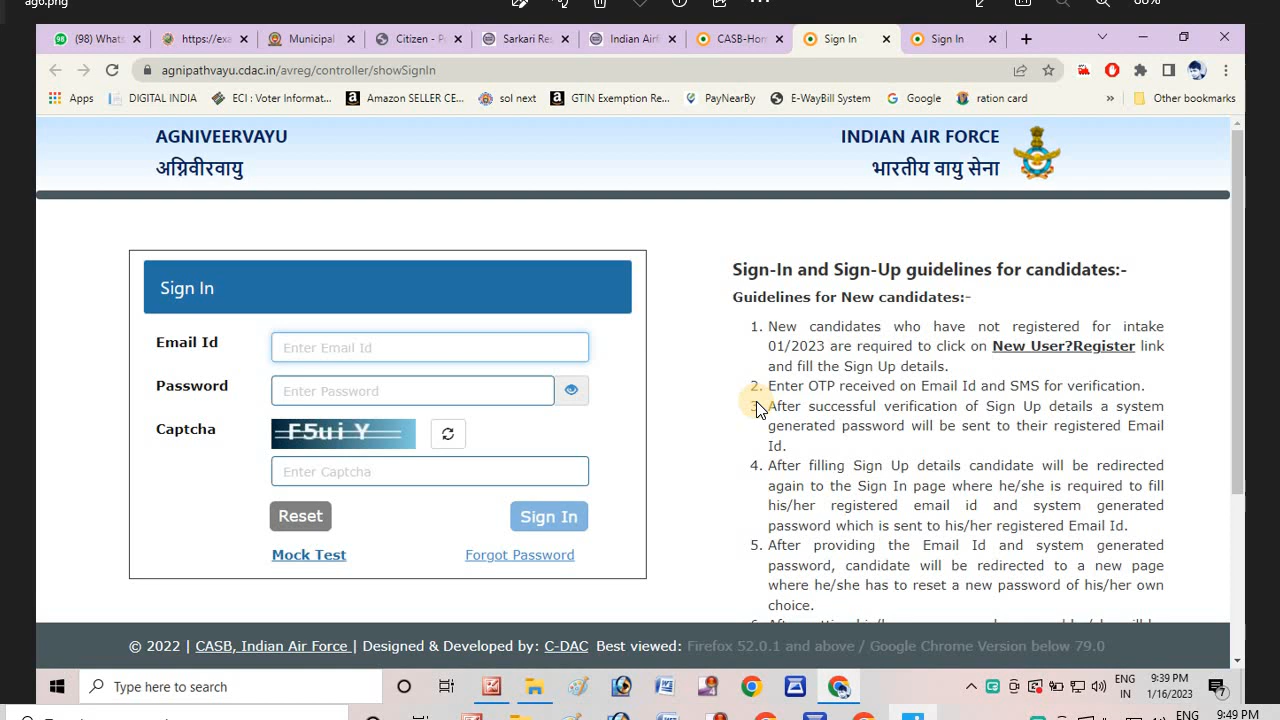 ago.png
(98) Whats
https://exa
Municipal
Citizen - P
Sarkari Res
Indian Airf
CASB-Hom
Sign In
Sign In
agnipathvayu.cdac.in/avreg/controller/showSignIn
Apps
DIGITAL INDIA
ECI : Voter Informat...
Amazon SELLER CE...
sol next
GTIN Exemption Re...
PayNearBy
E-WayBill System
Google
ration card
»
Other bookmarks
AGNIVEERVAYU
अग्निवीरवायु
INDIAN AIR FORCE
भारतीय वायु सेना
Sign In
Email Id
Enter Email Id
Password
Enter Password
Captcha
F5ui Y
Enter Captcha
Reset
Sign In
Mock Test
Forgot Password
Sign-In and Sign-Up guidelines for candidates:-
Guidelines for New candidates:-
1. New candidates who have not registered for intake
01/2023 are required to click on New User?Register link
and fill the Sign Up details.
2. Enter OTP received on Email Id and SMS for verification.
3. After successful verification of Sign Up details a system
generated password will be sent to their registered Email
Id.
4. After filling Sign Up details candidate will be redirected
again to the Sign In page where he/she is required to fill
his/her registered email id and system generated
password which is sent to his/her registered Email Id.
5. After providing the Email Id and system generated
password, candidate will be redirected to a new page
where he/she has to reset a new password of his/her own
choice.
© 2022 | CASB, Indian Air Force | Designed & Developed by: C-DAC Best viewed: Firefox 52.0.1 and above / Google Chrome Version below 79.0
Type here to search
ENG
IN
9:39 PM
1/16/2023
7
ENG
9:49 PM